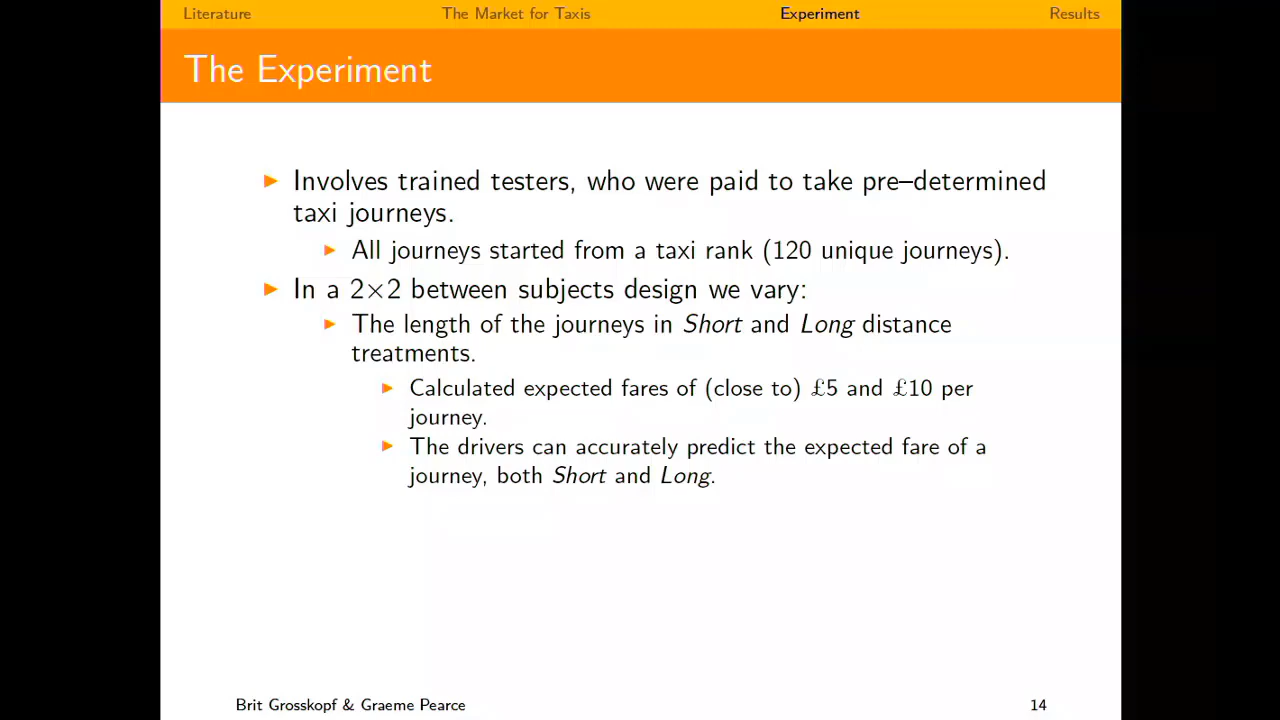 Literature The Market for Taxis Experiment Results
The Experiment
Involves trained testers, who were paid to take pre–determined
taxi journeys.
All journeys started from a taxi rank (120 unique journeys).
In a 2×2 between subjects design we vary:
The length of the journeys in Short and Long distance
treatments.
Calculated expected fares of (close to) £5 and £10 per
journey.
The drivers can accurately predict the expected fare of a
journey, both Short and Long.
Brit Grosskopf & Graeme Pearce 14